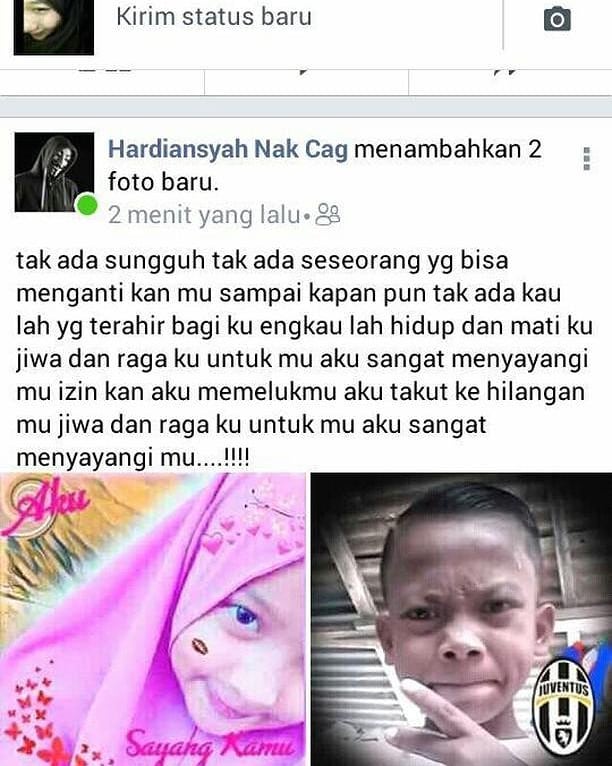 Kirim status baru
Hardiansyah Nak Cag menambahkan 2
foto baru.
2 menit yang lalu•
tak ada sungguh tak ada seseorang yg bisa
menganti kan mu sampai kapan pun tak ada kau
lah yg terahir bagi ku engkau lah hidup dan mati ku
jiwa dan raga ku untuk mu aku sangat menyayangi
mu izin kan aku memelukmu aku takut ke hilangan
mu jiwa dan raga ku untuk mu aku sangat
menyayangi mu....!!!!
Aku
Sayang Kamu
JUVENTUS